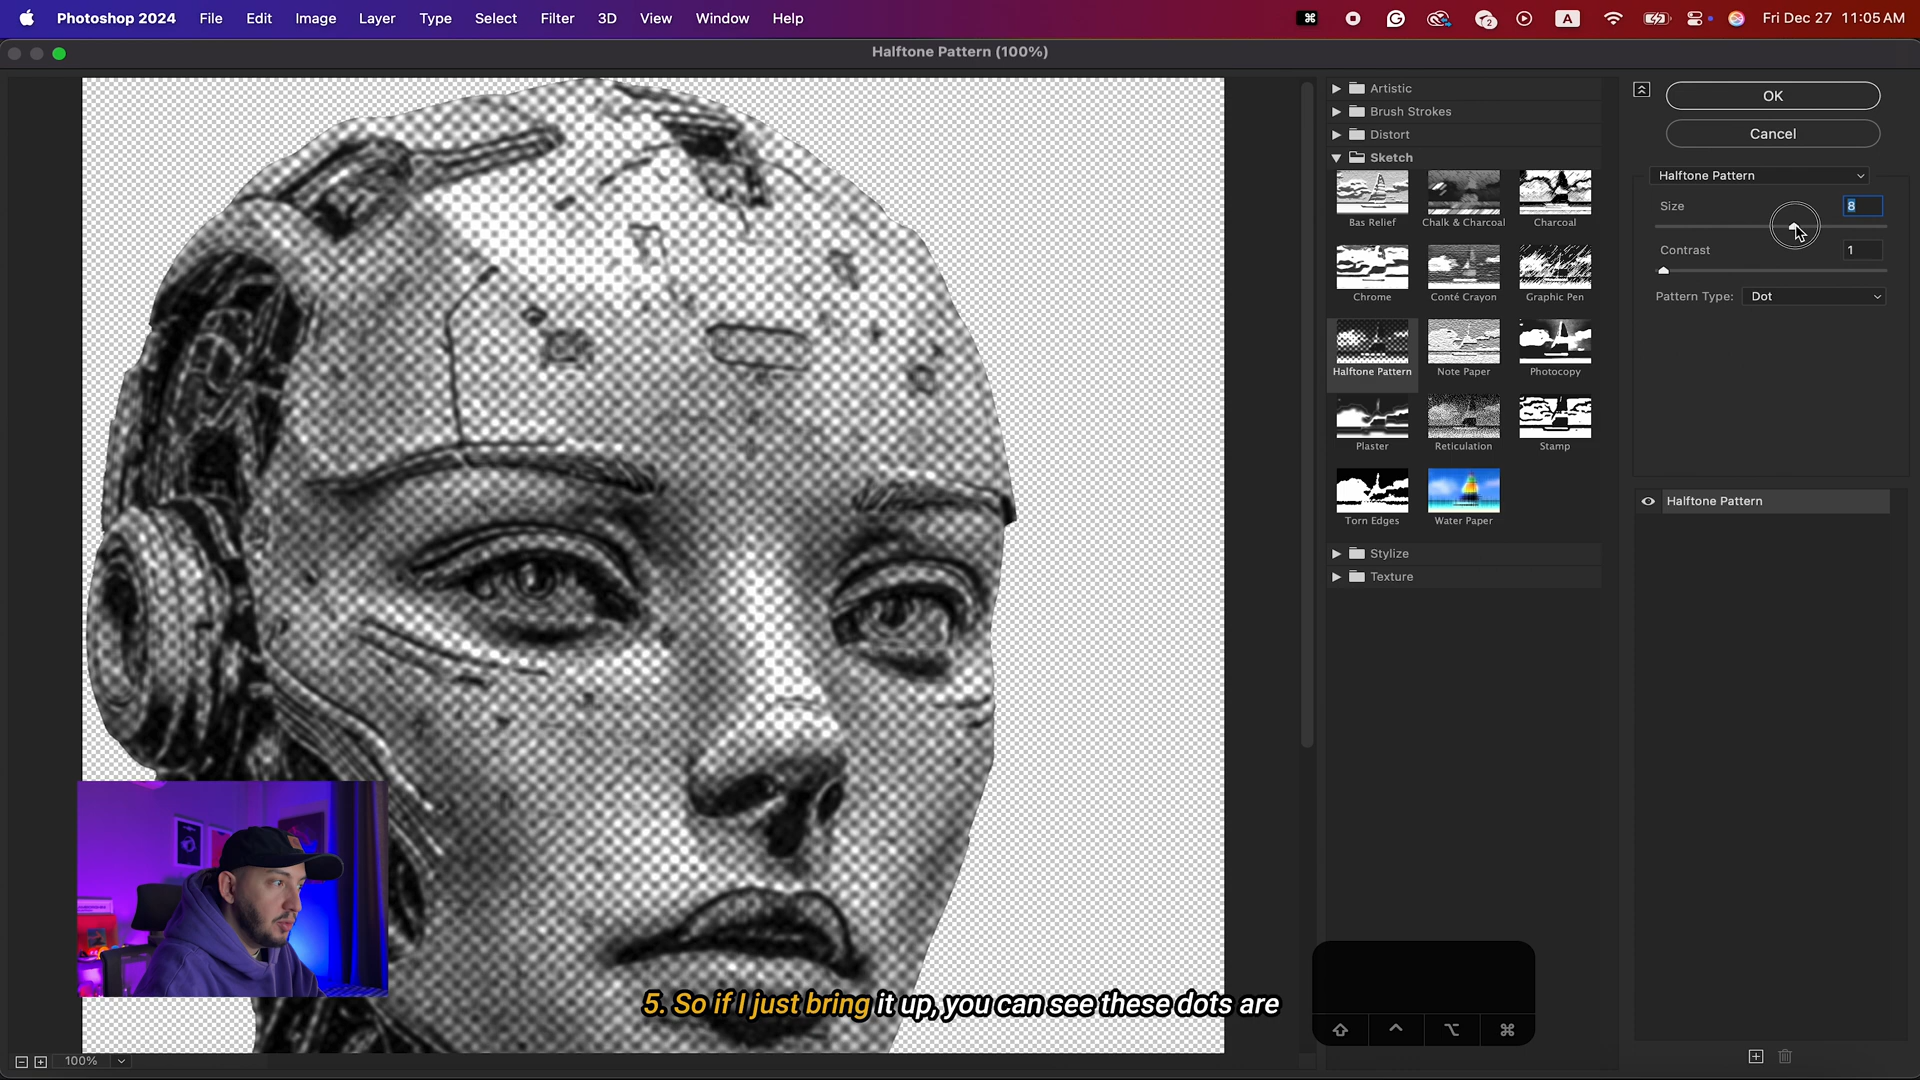 Photoshop 2024 File Edit Image Layer Type Select Filter 3D View Window Help A 2 Fri Dec 27 11:05 AM
Halftone Pattern (100%)
Artistic
Brush Strokes
Distort
Sketch
Bas Relief Chalk & Charcoal Charcoal
Chrome Conté Crayon Graphic Pen
Halftone Pattern Note Paper Photocopy
Plaster Reticulation Stamp
Torn Edges Water Paper
Stylize
Texture
OK
Cancel
Halftone Pattern
Size 8
Contrast 1
Pattern Type: Dot
Halftone Pattern
5. So if I just bring it up, you can see these dots are
100%